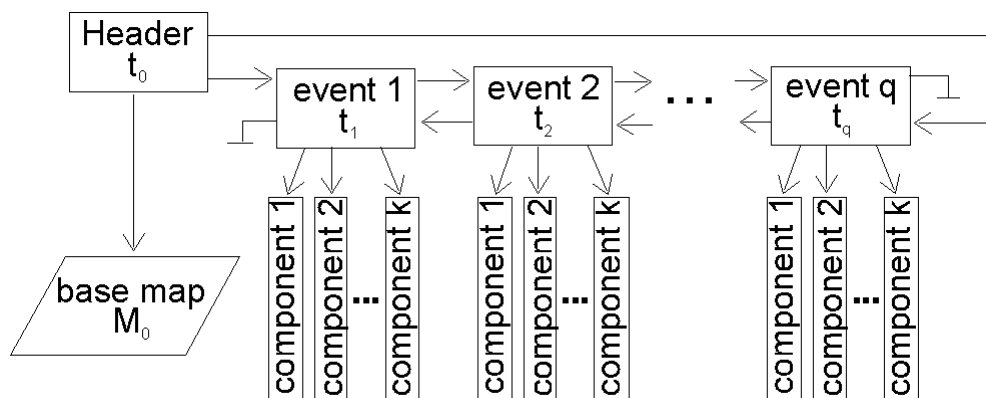 Header
t₀
event 1
t₁
event 2
t₂
...
event q
t_q
base map
M₀
component 1
component 2
...
component k
component 1
component 2
...
component k
component 1
component 2
...
component k